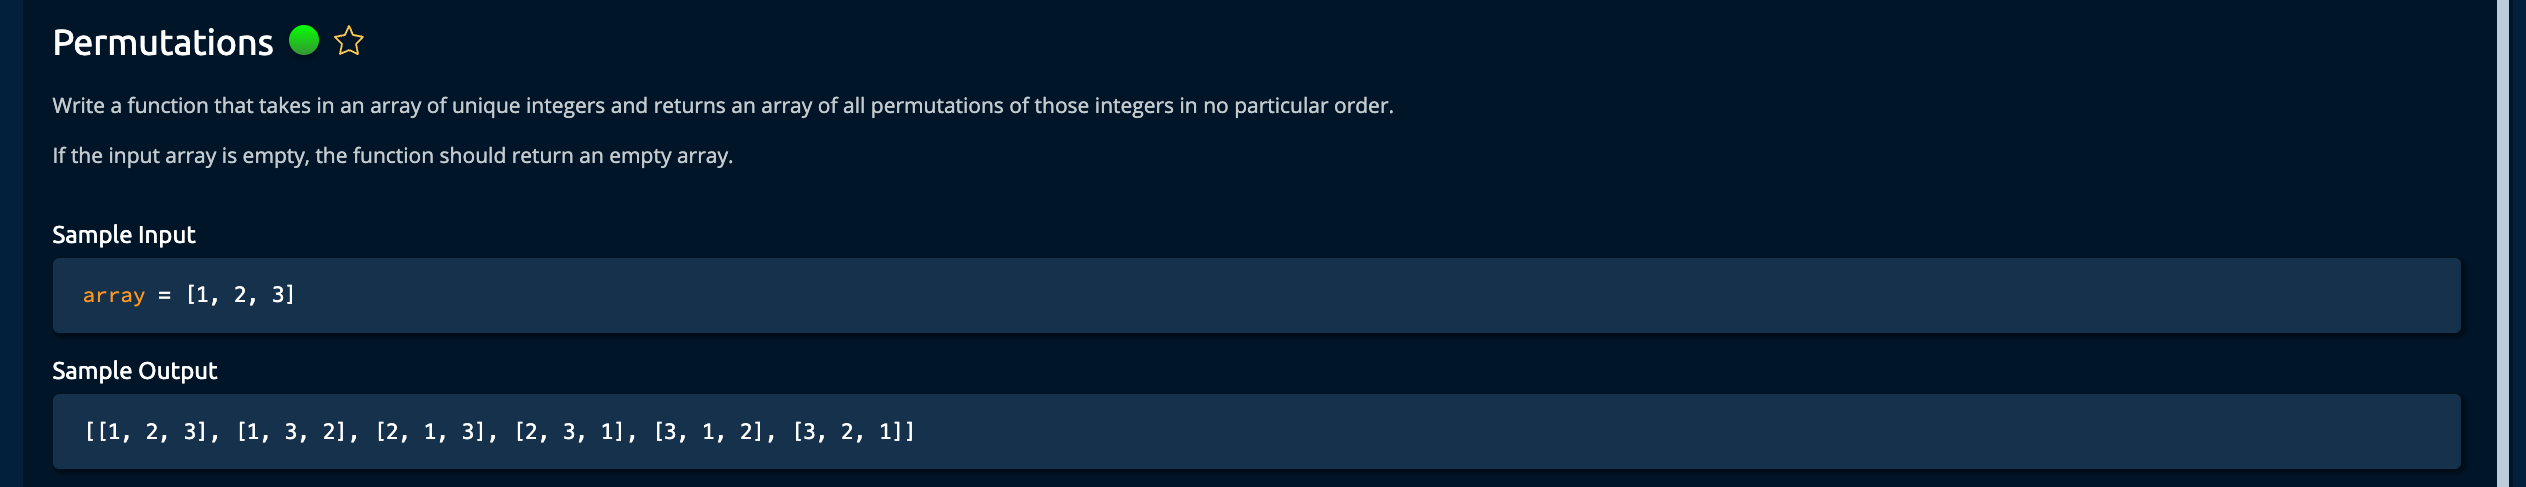 Permutations
Write a function that takes in an array of unique integers and returns an array of all permutations of those integers in no particular order.
If the input array is empty, the function should return an empty array.
Sample Input
array = [1, 2, 3]
Sample Output
[[1, 2, 3], [1, 3, 2], [2, 1, 3], [2, 3, 1], [3, 1, 2], [3, 2, 1]]